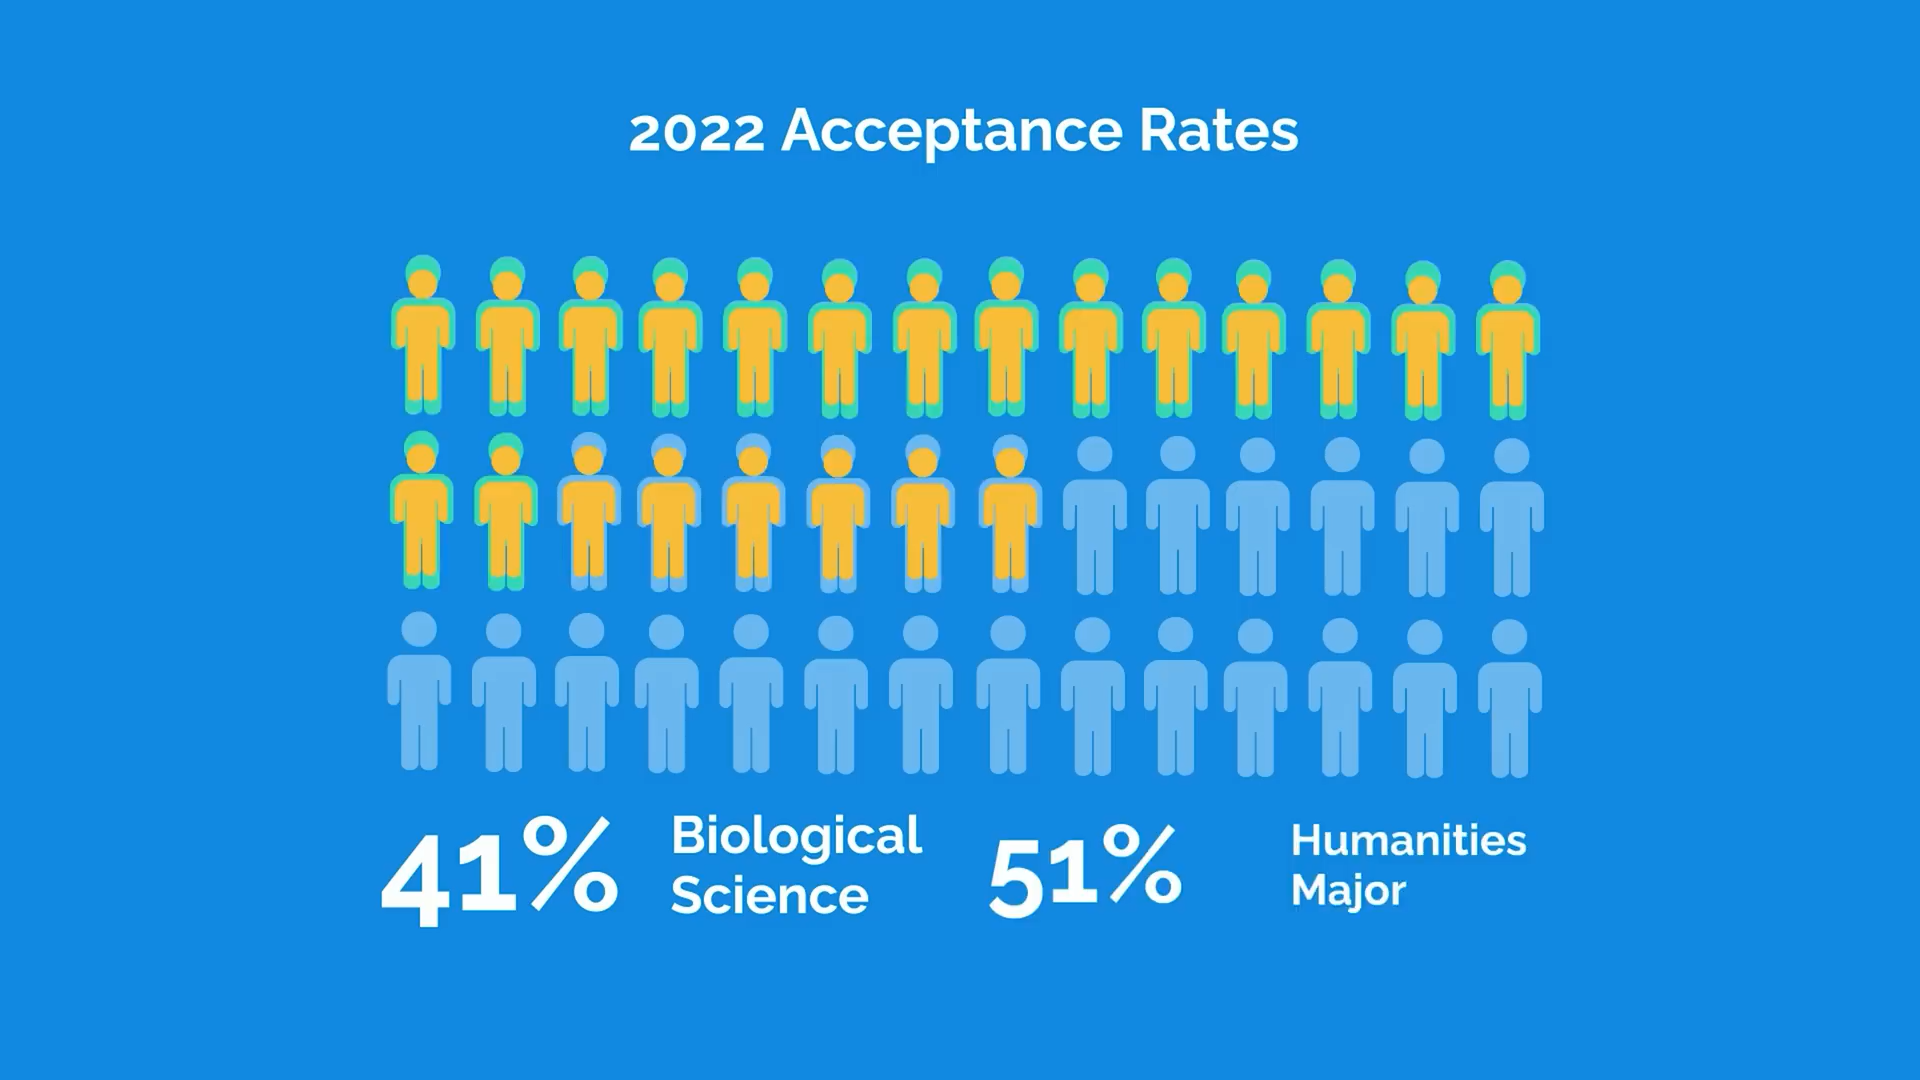 2022 Acceptance Rates
41%
Biological
Science
51%
Humanities
Major